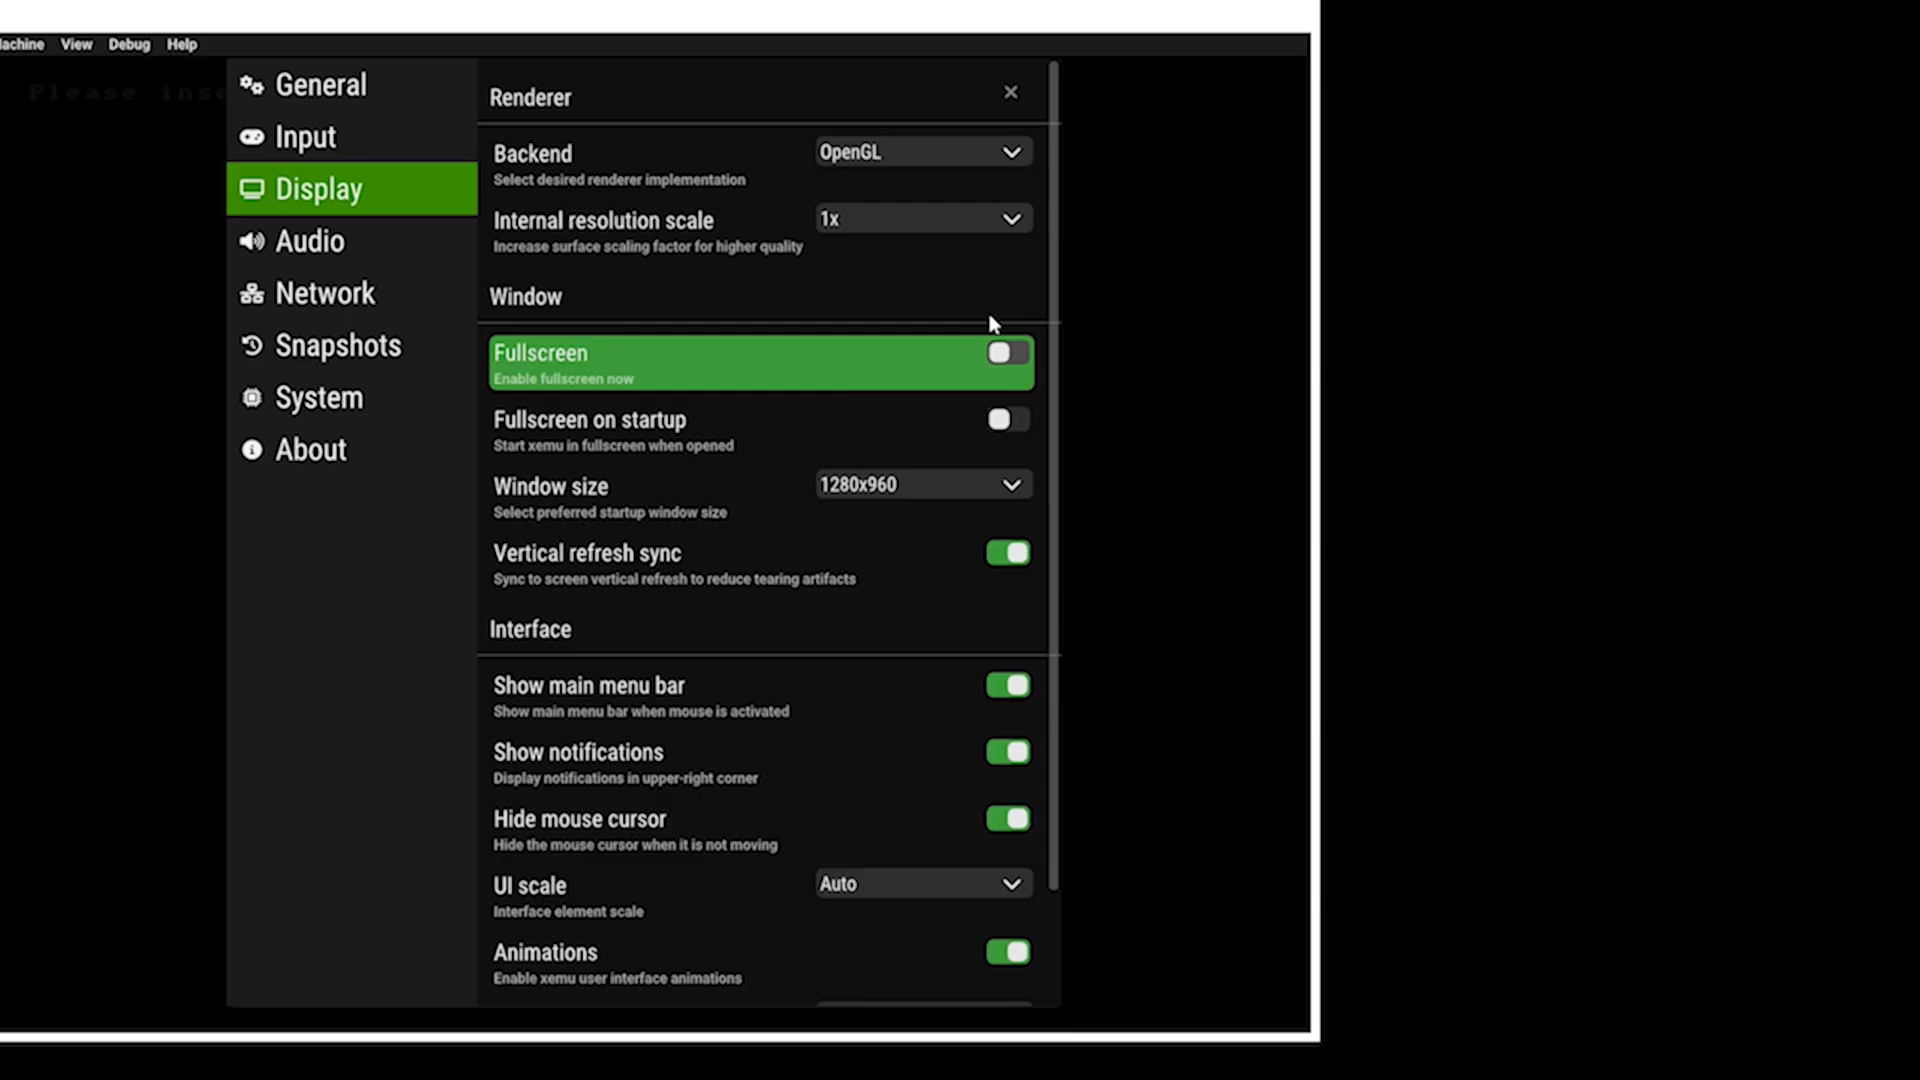 View Debug Help
Please
General
Input
Display
Audio
Network
Snapshots
System
About
Renderer
Backend
OpenGL
Select desired renderer implementation
Internal resolution scale
1x
Increase surface scaling factor for higher quality
Window
Fullscreen
Enable fullscreen now
Fullscreen on startup
Start xemu in fullscreen when opened
Window size
1280x960
Select preferred startup window size
Vertical refresh sync
Sync to screen vertical refresh to reduce tearing artifacts
Interface
Show main menu bar
Show main menu bar when mouse is activated
Show notifications
Display notifications in upper-right corner
Hide mouse cursor
Hide the mouse cursor when it is not moving
UI scale
Auto
Interface element scale
Animations
Enable xemu user interface animations